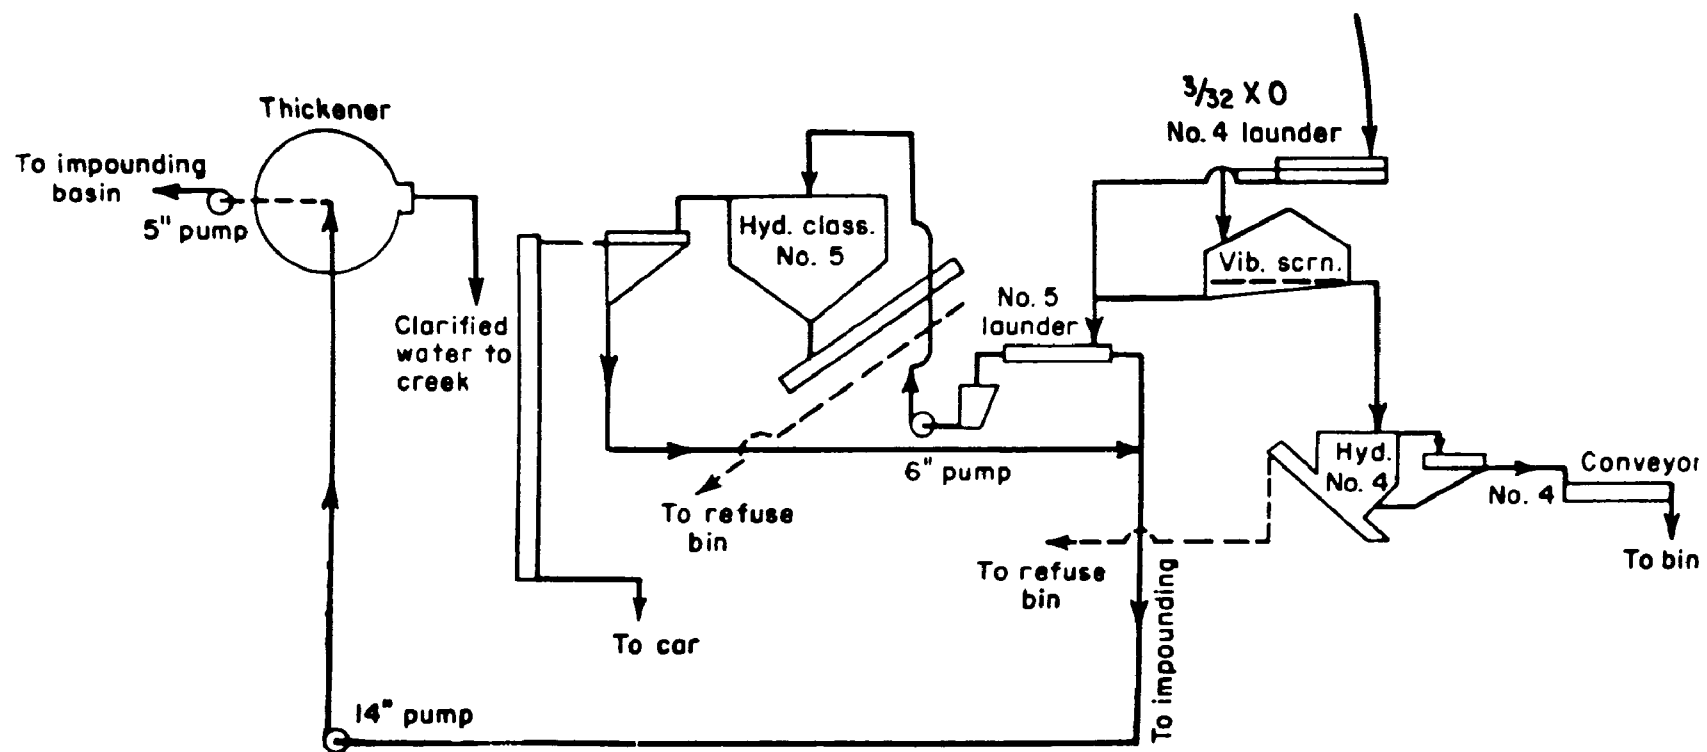 3/32 X O
No. 4 launder
Thickener
To impounding
basin
5" pump
Hyd. class.
No. 5
Vib. scrn.
No. 5
launder
Clarified
water to
creek
6" pump
Hyd.
No. 4
No. 4
Conveyor
To refuse
bin
To refuse
bin
To bin
To car
To impounding
14" pump